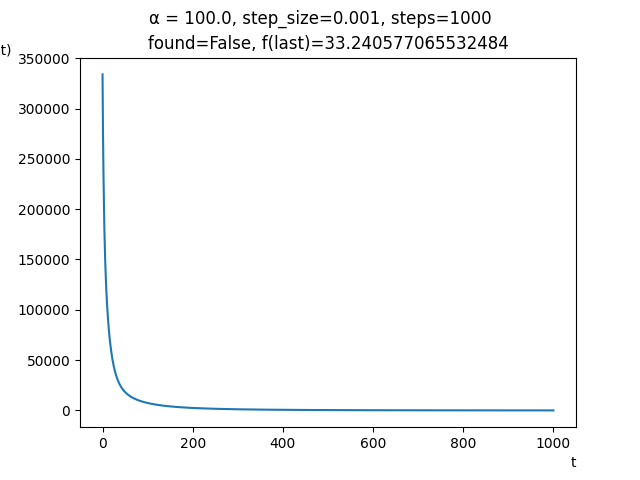 α = 100.0, step_size=0.001, steps=1000
found=False, f(last)=33.240577065532484
t)
350000
300000
250000
200000
150000
100000
50000
0
0 200 400 600 800 1000
t